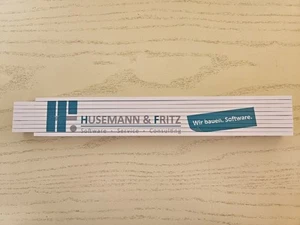 HUSEMANN & FRITZ
Software - Service - Consulting
Wir bauen. Software.